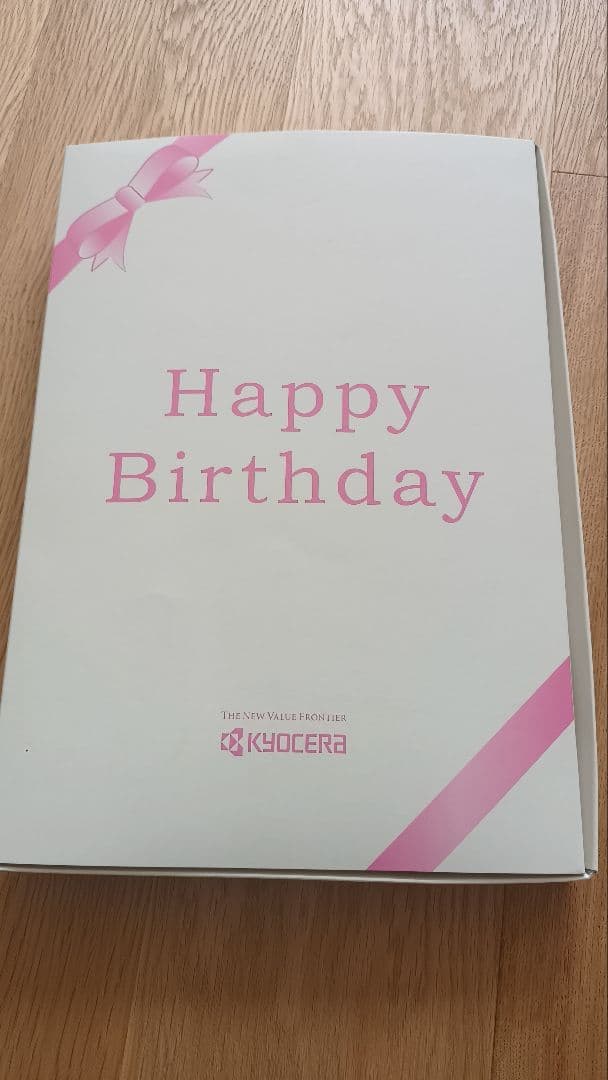 Happy
Birthday
THE NEW VALUE FRONTIER
KYOCERA